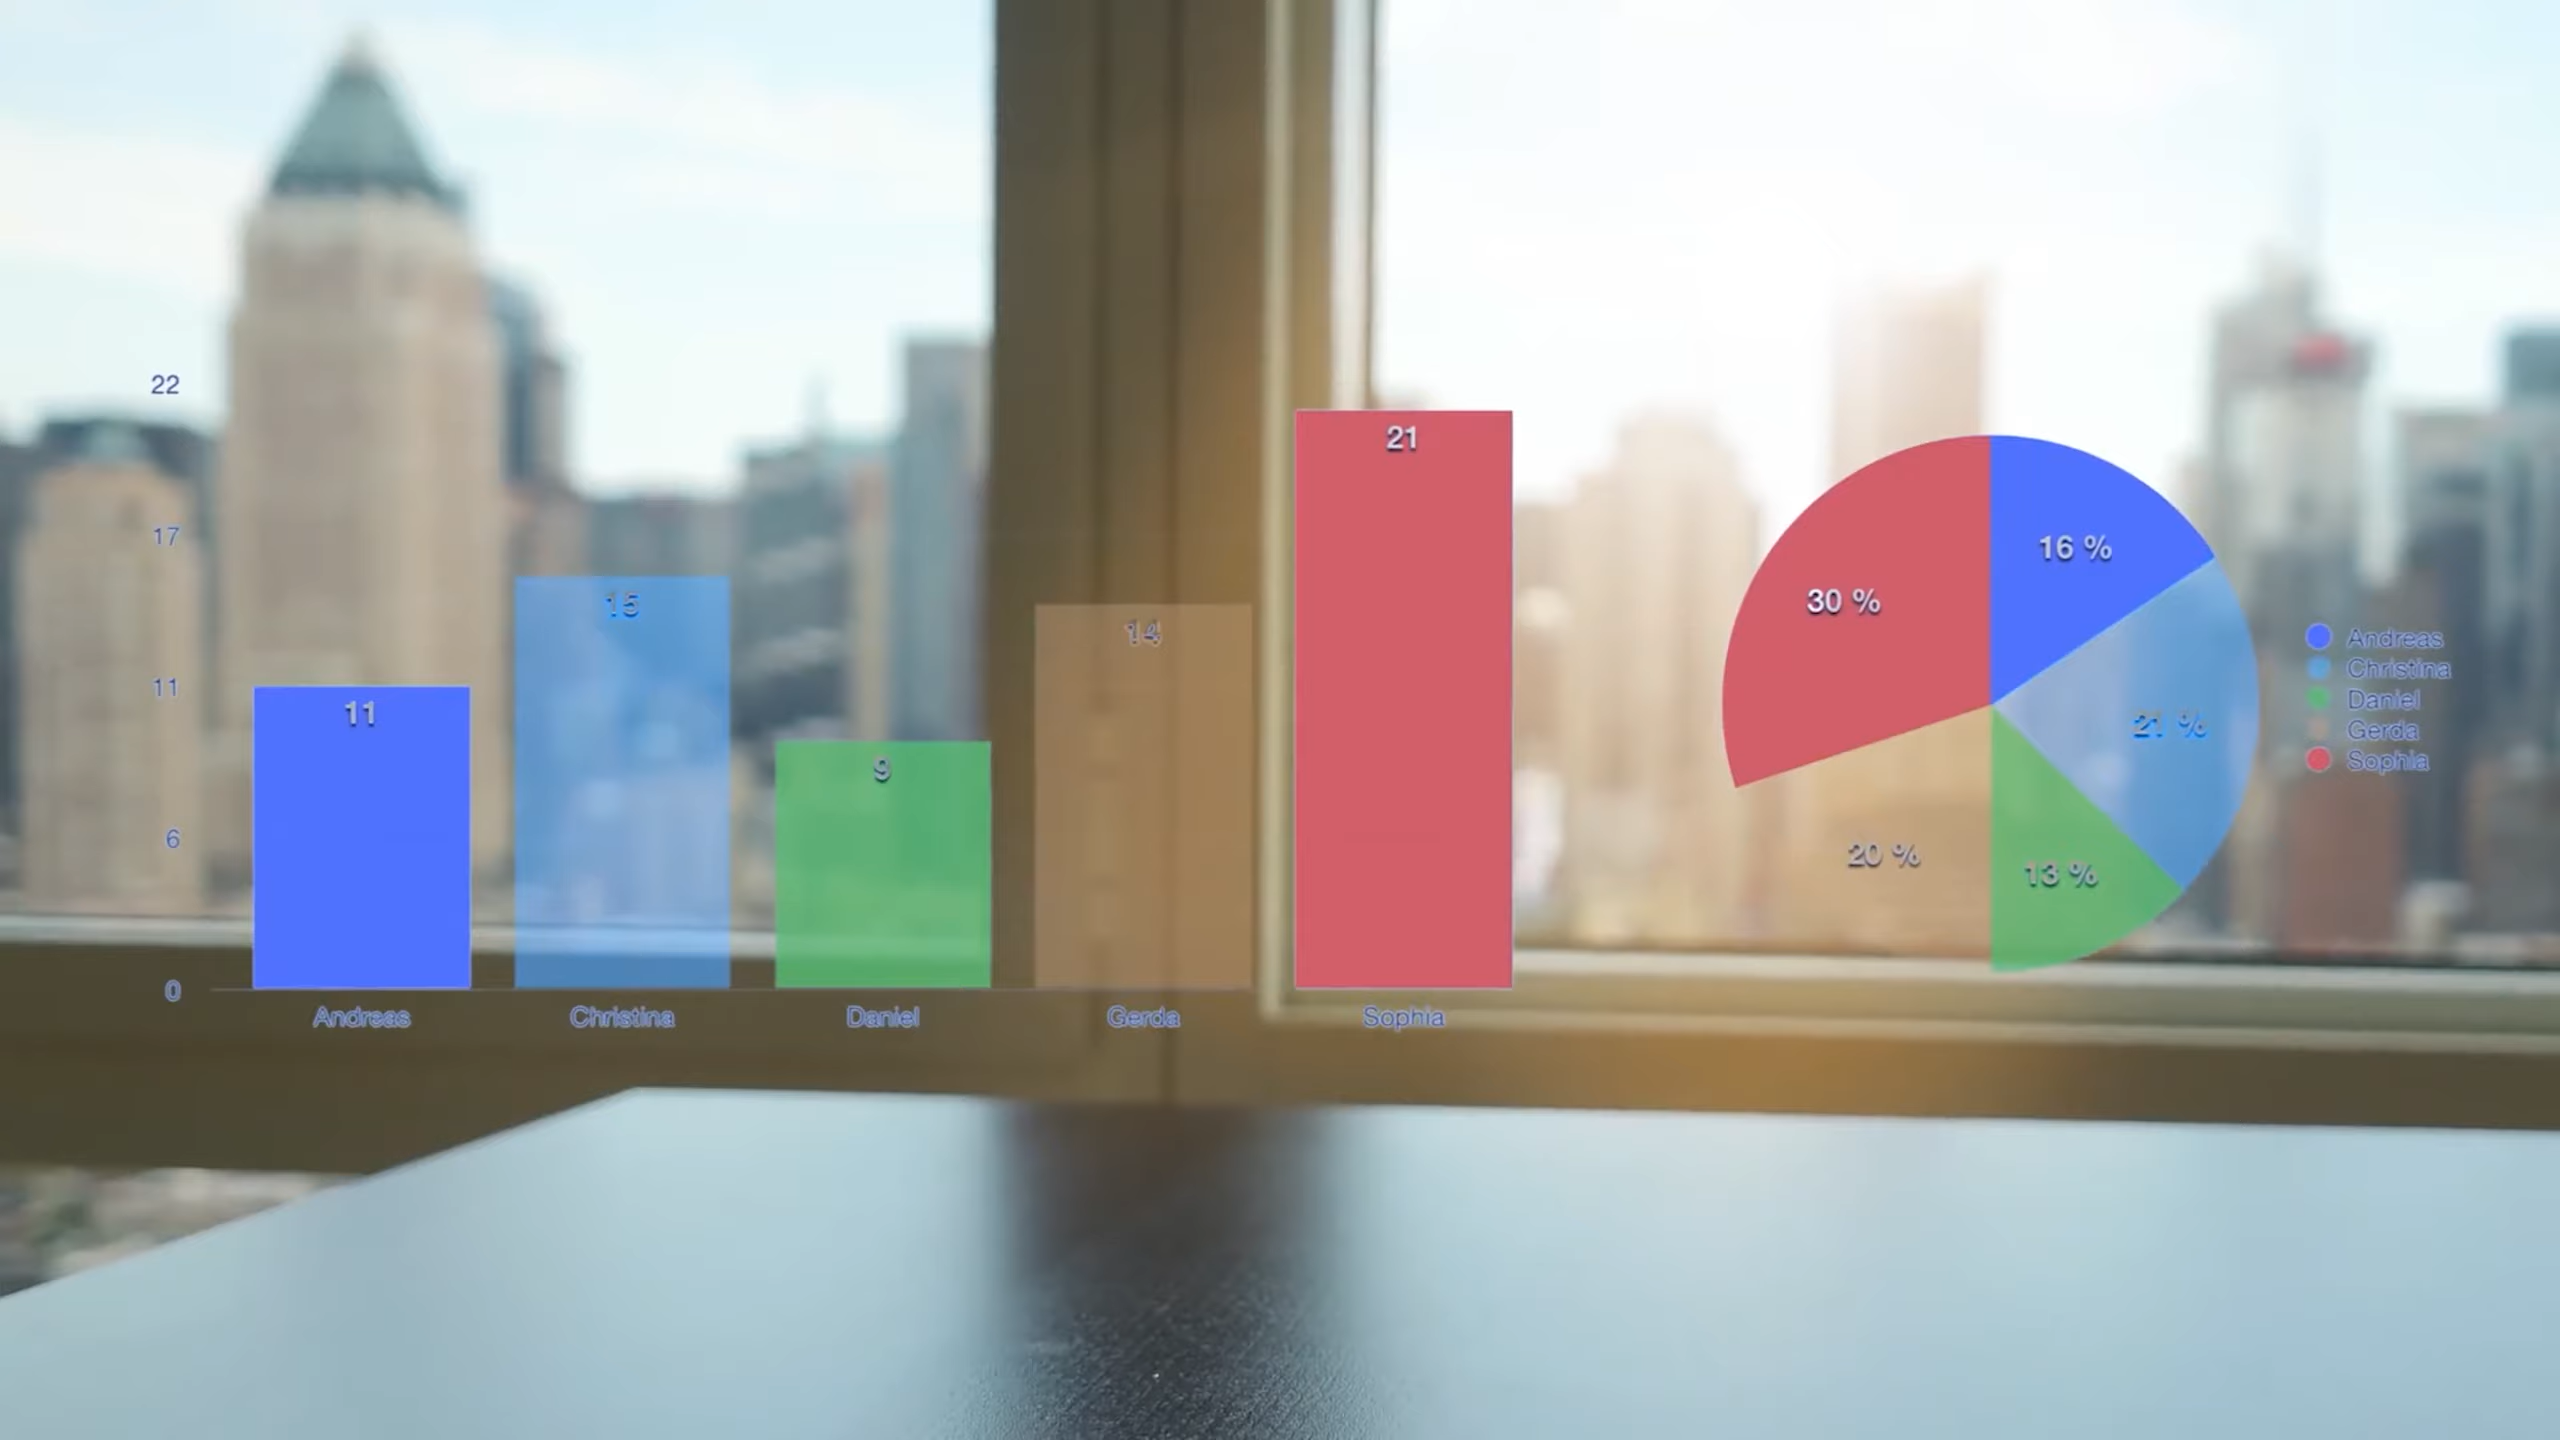 22
17
11
6
0
11
15
9
14
21
Andreas
Christina
Daniel
Gerda
Sophia
16 %
21 %
13 %
20 %
30 %
Andreas
Christina
Daniel
Gerda
Sophia